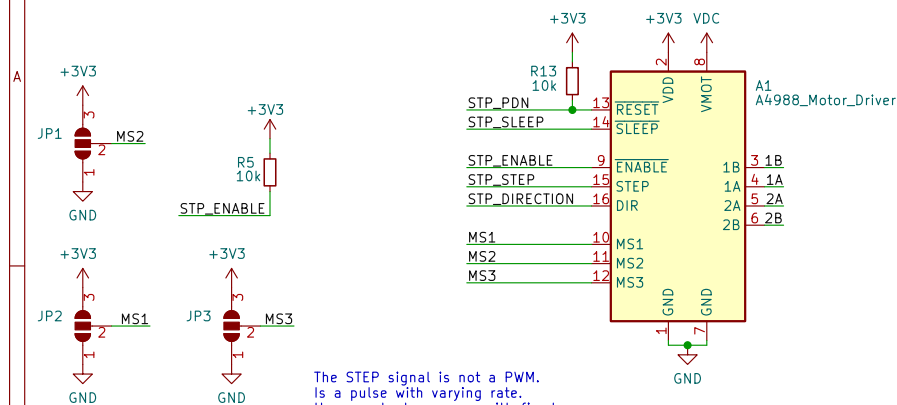 A
+3V3
3
JP1
MS2
2
1
GND
+3V3
R5
10k
STP_ENABLE
+3V3
3
JP2
MS1
2
1
GND
+3V3
3
JP3
MS3
2
1
GND
+3V3
R13
10k
+3V3
VDC
2
8
VDD
VMOT
A1
A4988_Motor_Driver
STP_PDN
13
RESET
STP_SLEEP
14
SLEEP
STP_ENABLE
9
ENABLE
STP_STEP
15
STEP
STP_DIRECTION
16
DIR
MS1
10
MS1
MS2
11
MS2
MS3
12
MS3
1B
3
1B
1A
4
1A
2A
5
2A
2B
6
2B
GND
GND
1
7
GND
The STEP signal is not a PWM.
Is a pulse with varying rate.